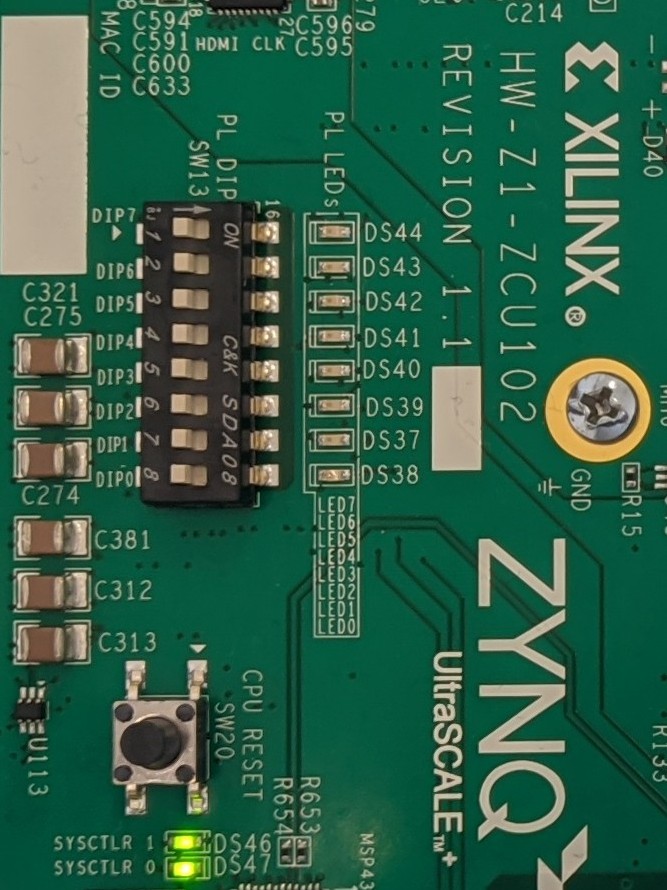 D40
R15
R133
XILINX®
GND
C214
HW-Z1-ZCU102
ZYNQ
REVISION 1.1
UltraSCALE™+
DS44
DS43
DS42
DS41
DS40
DS39
DS37
DS38
279
MSP43
PL LEDs
LED7
LED6
LED5
LED4
LED3
LED2
LED1
LED0
C596
C595
R653
R654
27
HDMI CLK
16
CPU RESET
SW20
DS46
DS47
PL DIP
SW13
ON C&K SDA08
1 2 3 4 5 6 7 8
18
C594
C591
C600
C633
DIP7
DIP6
DIP5
DIP4
DIP3
DIP2
DIP1
DIP0
MAC ID
C321
C275
C274
C381
C312
C313
SYSCTLR 1
SYSCTLR 0
U113